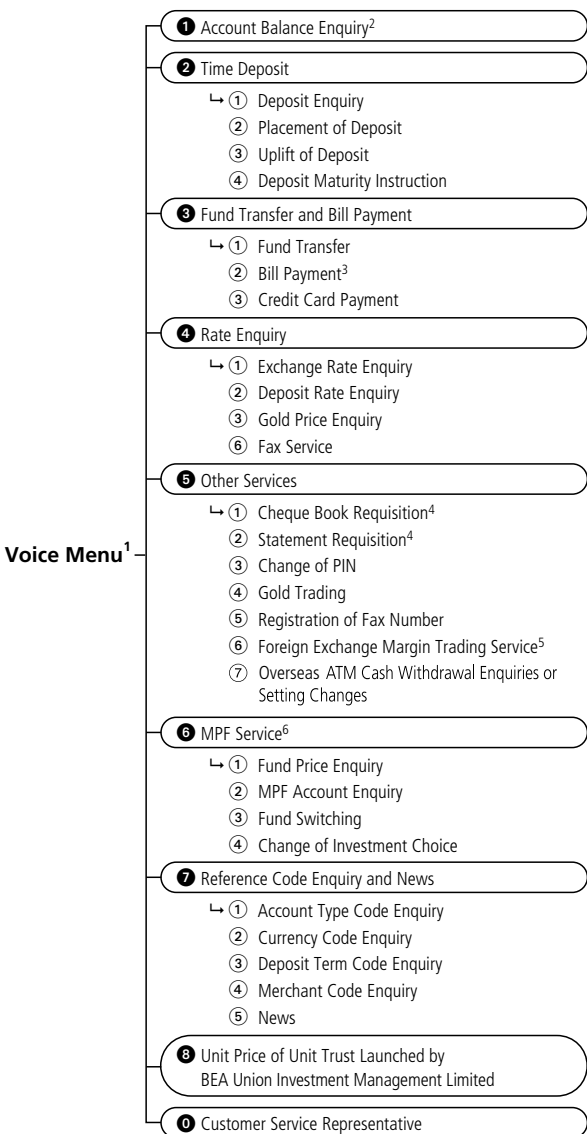 Voice Menu¹
❶ Account Balance Enquiry²
❷ Time Deposit
① Deposit Enquiry
② Placement of Deposit
③ Uplift of Deposit
④ Deposit Maturity Instruction
❸ Fund Transfer and Bill Payment
① Fund Transfer
② Bill Payment³
③ Credit Card Payment
❹ Rate Enquiry
① Exchange Rate Enquiry
② Deposit Rate Enquiry
③ Gold Price Enquiry
⑥ Fax Service
❺ Other Services
① Cheque Book Requisition⁴
② Statement Requisition⁴
③ Change of PIN
④ Gold Trading
⑤ Registration of Fax Number
⑥ Foreign Exchange Margin Trading Service⁵
⑦ Overseas ATM Cash Withdrawal Enquiries or
Setting Changes
❻ MPF Service⁶
① Fund Price Enquiry
② MPF Account Enquiry
③ Fund Switching
④ Change of Investment Choice
❼ Reference Code Enquiry and News
① Account Type Code Enquiry
② Currency Code Enquiry
③ Deposit Term Code Enquiry
④ Merchant Code Enquiry
⑤ News
❽ Unit Price of Unit Trust Launched by
BEA Union Investment Management Limited
⓿ Customer Service Representative